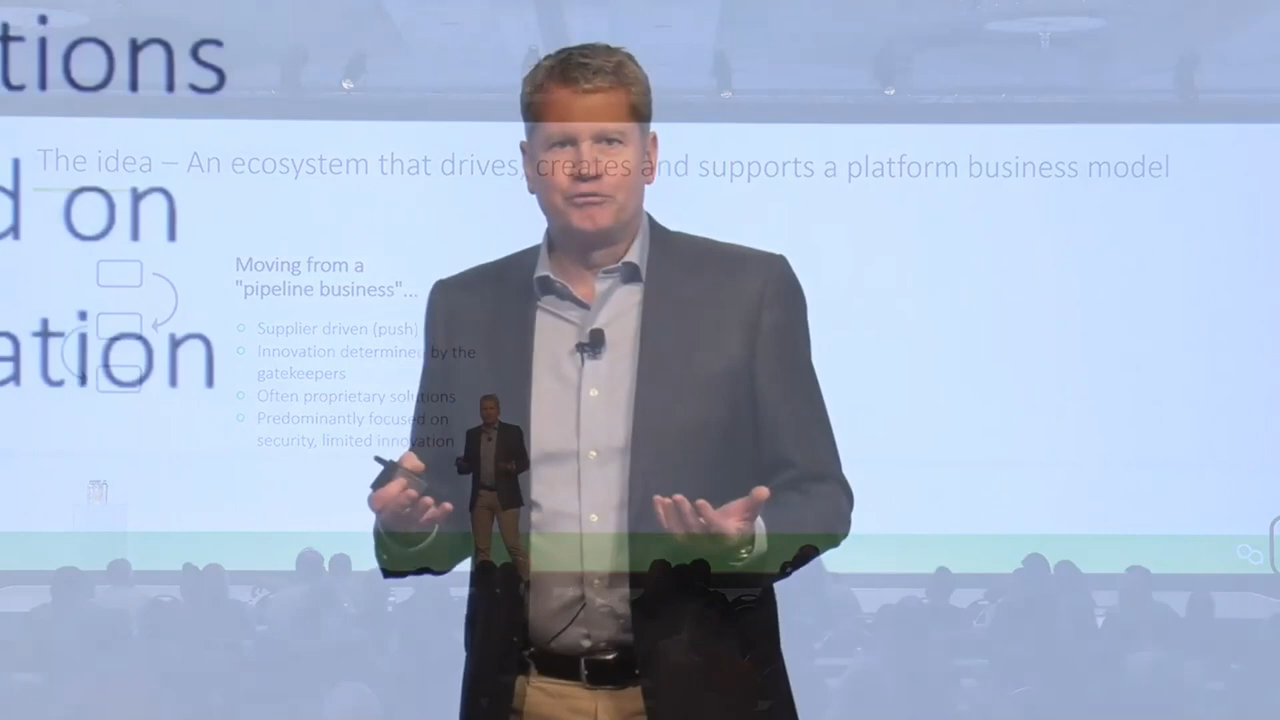 tions
The idea – An ecosystem that drives, creates and supports a platform business model
d on
Moving from a
"pipeline business"...
Supplier driven (push)
ation
Innovation determined by the
gatekeepers
Often proprietary solutions
Predominantly focused on
security, limited innovation